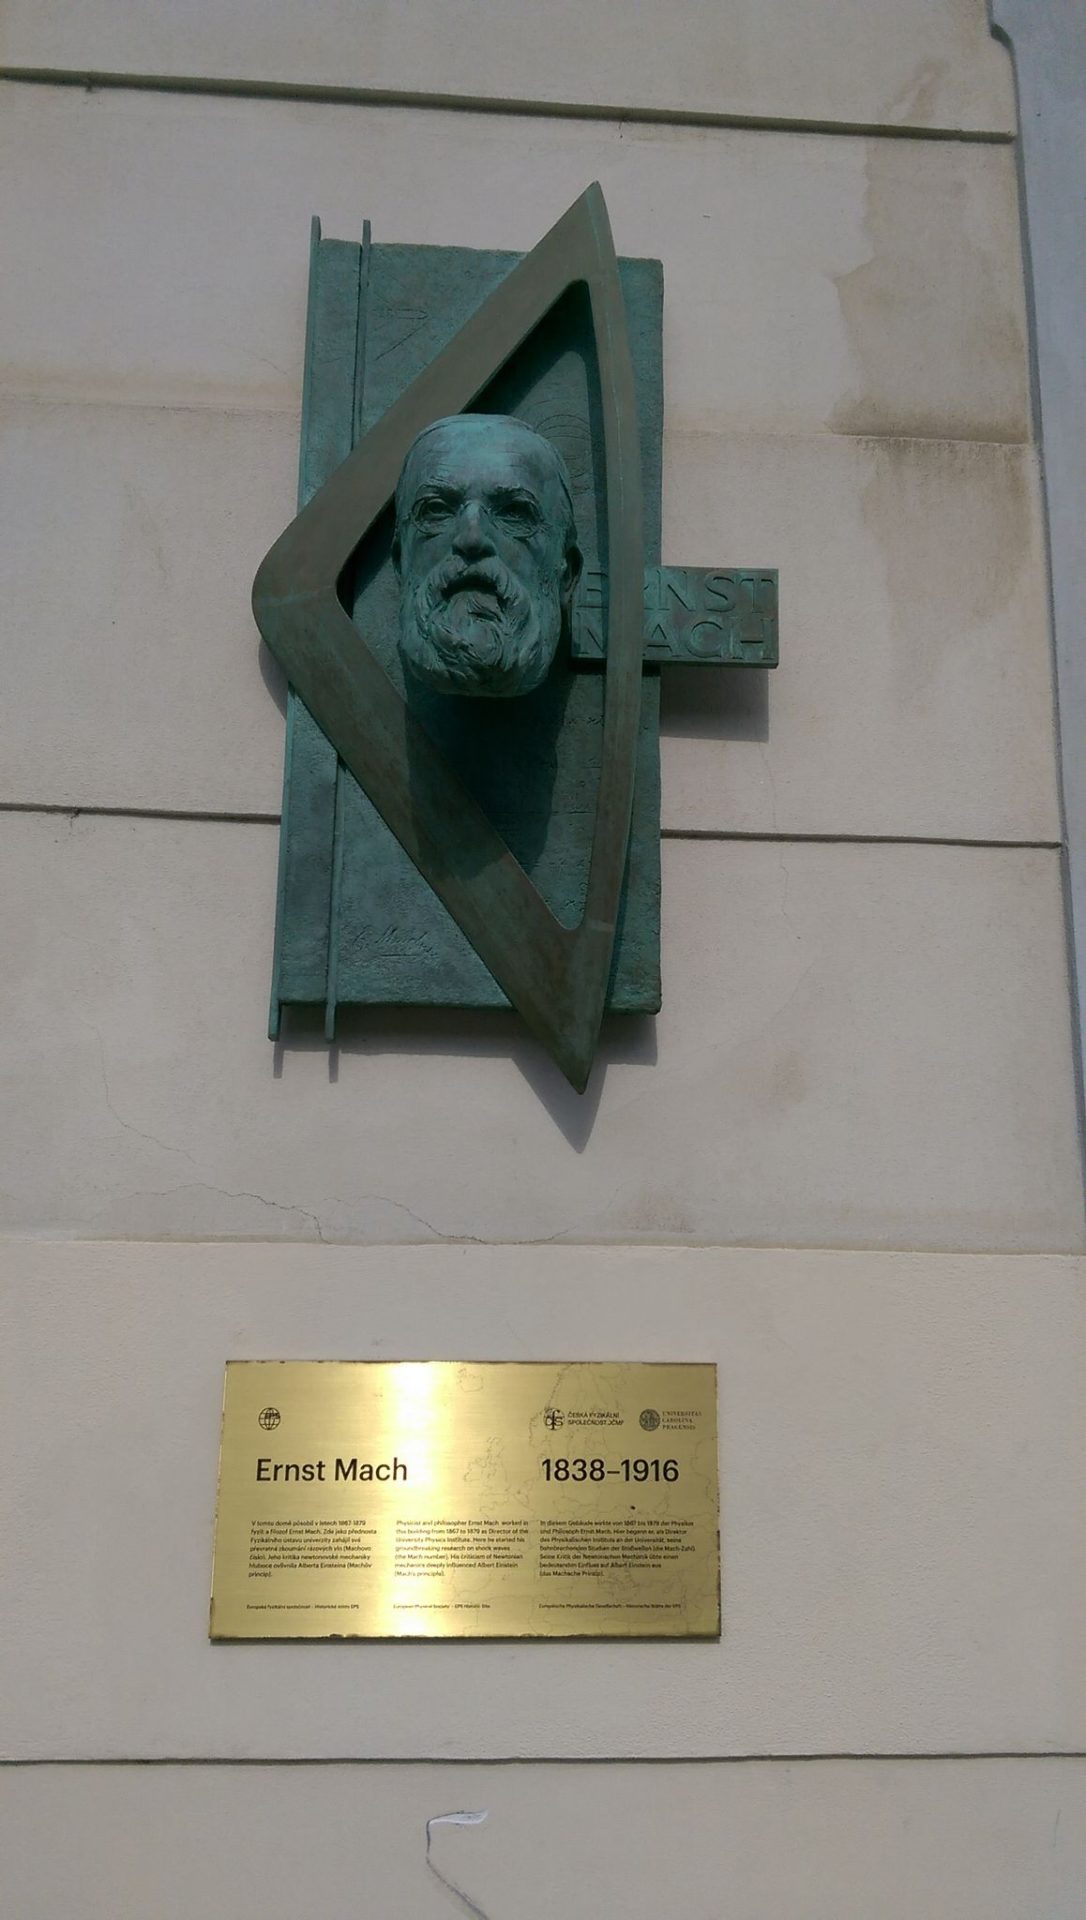 ERNST
MACH
E. Mach
EPS
ČESKÁ FYZIKÁLNÍ
SPOLEČNOST JČMF
UNIVERSITAS
CAROLINA
PRAGENSIS
Ernst Mach
1838–1916
V tomto domě působil v letech 1867-1879
fyzik a filozof Ernst Mach. Zde jako přednosta
Fyzikálního ústavu univerzity zahájil svá
převratná zkoumání rázových vln (Machovo
číslo). Jeho kritika newtonovské mechaniky
hluboce ovlivnila Alberta Einsteina (Machův
princip).
Evropská fyzikální společnost – Historické místo EPS
Physicist and philosopher Ernst Mach worked in
this building from 1867 to 1879 as Director of the
University Physics Institute. Here he started his
groundbreaking research on shock waves
(the Mach number). His criticism of Newtonian
mechanics deeply influenced Albert Einstein
(Mach's principle).
European Physical Society – EPS Historic Site
In diesem Gebäude wirkte von 1867 bis 1879 der Physiker
und Philosoph Ernst Mach. Hier begann er, als Direktor
des Physikalischen Instituts an der Universität, seine
bahnbrechenden Studien der Stoßwellen (die Mach-Zahl).
Seine Kritik der Newtonschen Mechanik übte einen
bedeutenden Einfluss auf Albert Einstein aus
(das Machsche Prinzip).
Europäische Physikalische Gesellschaft – Historische Stätte der EPS